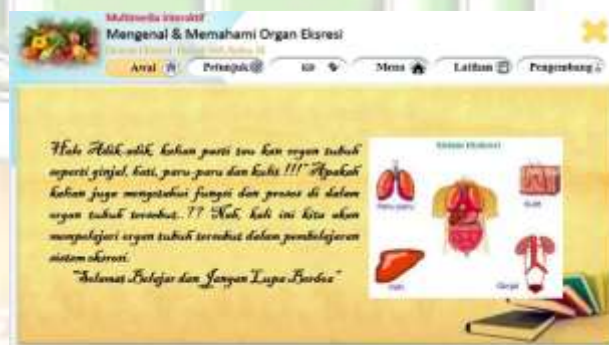 Multimedia Interaktif
Mengenal & Memahami Organ Eksresi
Awal
Petunjuk
KD
Menu
Latihan
Pengembang
Halo Adik-adik, kalian pasti tau kan organ tubuh
seperti ginjal, hati, paru-paru dan kulit !!!" Apakah
kalian juga mengetahui fungsi dan proses di dalam
organ tubuh tersebut..?? Nah, kali ini kita akan
mempelajari organ tubuh tersebut dalam pembelajaran
sistem ekresi.
"Selamat Belajar dan Jangan Lupa Berdoa"
Sistem Ekskresi
Paru-paru
Kulit
Hati
Ginjal